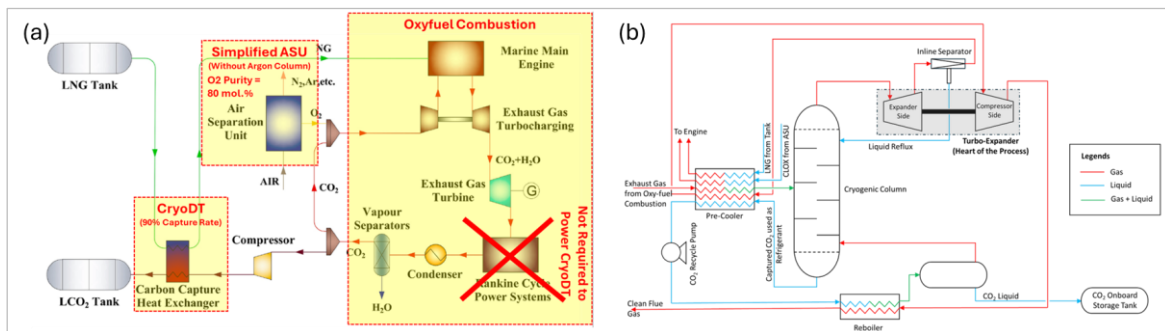 (a)
Oxyfuel Combustion
Simplified ASU
(Without Argon Column)
O2 Purity =
80 mol.%
NG
N₂,Ar,etc.
LNG Tank
Air
Separation
Unit
O₂
AIR
Marine Main
Engine
Exhaust Gas
Turbocharging
CO₂+H₂O
Exhaust Gas
Turbine
G
CO₂
CryoDT
(90% Capture Rate)
Compressor
Vapour
Separators
CO₂
Condenser
H₂O
Rankine Cycle
Power Systems
Not Required to
Power CryoDT
LCO₂ Tank
Carbon Capture
Heat Exchanger
(b)
Inline Separator
Expander
Side
Compressor
Side
Turbo-Expander
(Heart of the Process)
Liquid Reflux
To Engine
LNG from Tank
CLOX from ASU
Exhaust Gas
from Oxy-fuel
Combustion
Pre-Cooler
Cryogenic Column
Captured CO₂ used as
Refrigerant
CO₂ Recycle Pump
Clean Flue
Gas
Reboiler
CO₂ Liquid
CO₂ Onboard
Storage Tank
Legends
Gas
Liquid
Gas + Liquid